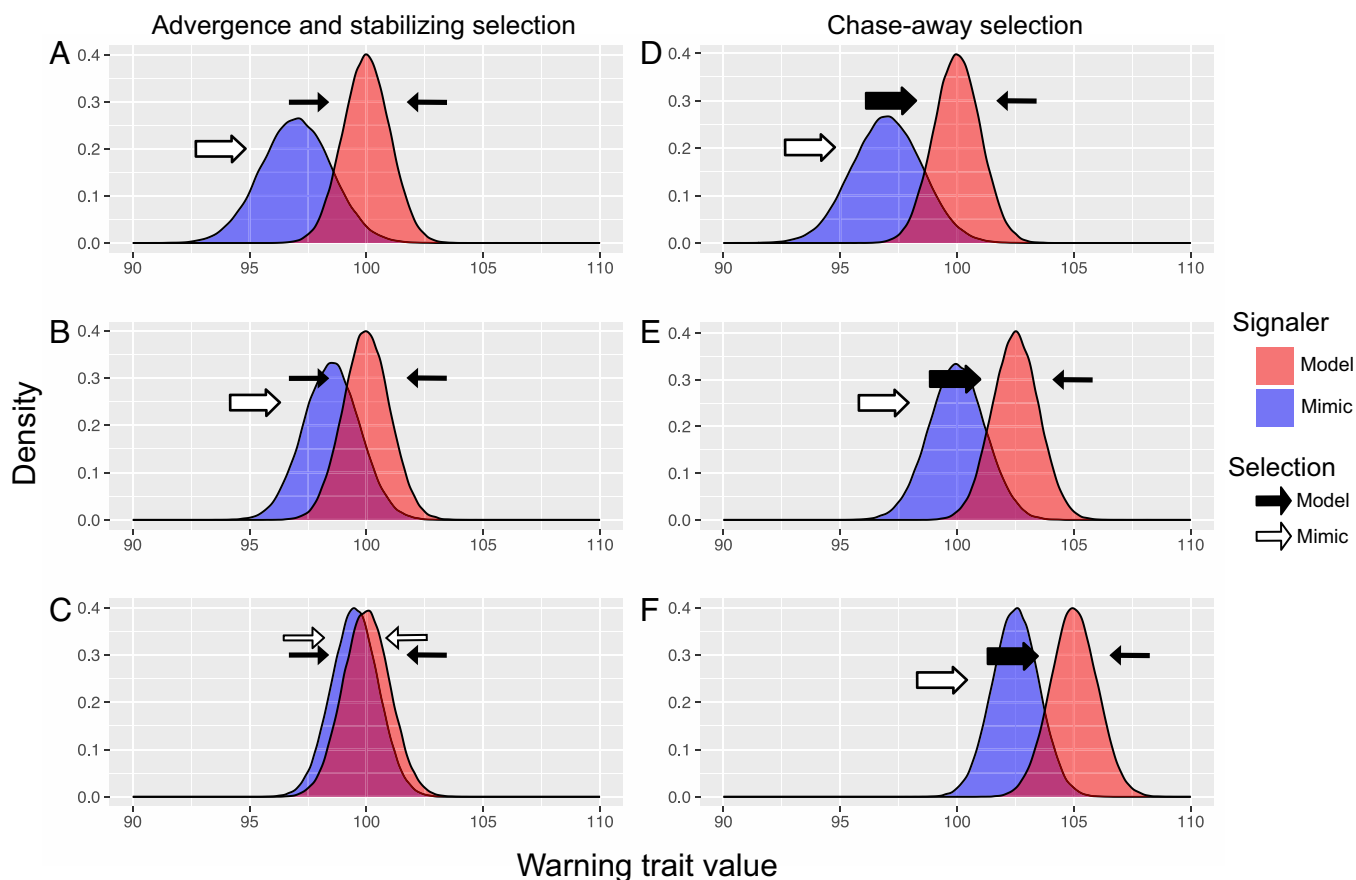 Advergence and stabilizing selection
Chase-away selection
A
0.4
0.3
0.2
0.1
0.0
90 95 100 105 110
D
0.4
0.3
0.2
0.1
0.0
90 95 100 105 110
B
0.4
0.3
0.2
0.1
0.0
90 95 100 105 110
E
0.4
0.3
0.2
0.1
0.0
90 95 100 105 110
C
0.4
0.3
0.2
0.1
0.0
90 95 100 105 110
F
0.4
0.3
0.2
0.1
0.0
90 95 100 105 110
Density
Warning trait value
Signaler
Model
Mimic
Selection
Model
Mimic